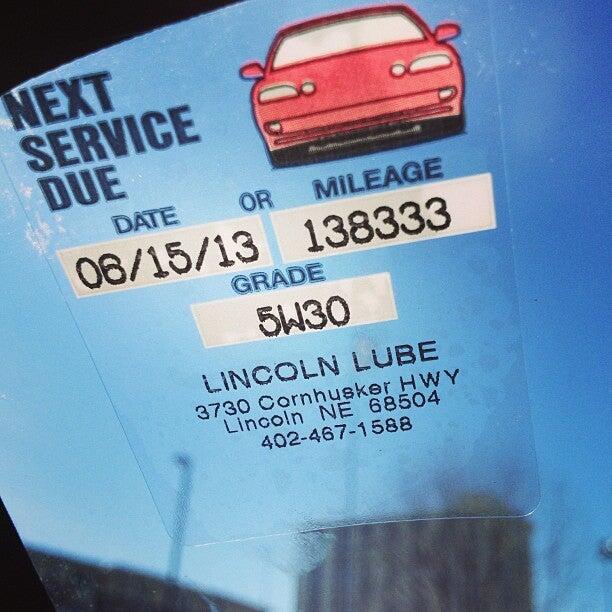 NEXT
SERVICE
DUE
DATE OR MILEAGE
06/15/13 138333
GRADE
5W30
LINCOLN LUBE
3730 Cornhusker HWY
Lincoln NE 68504
402-467-1588